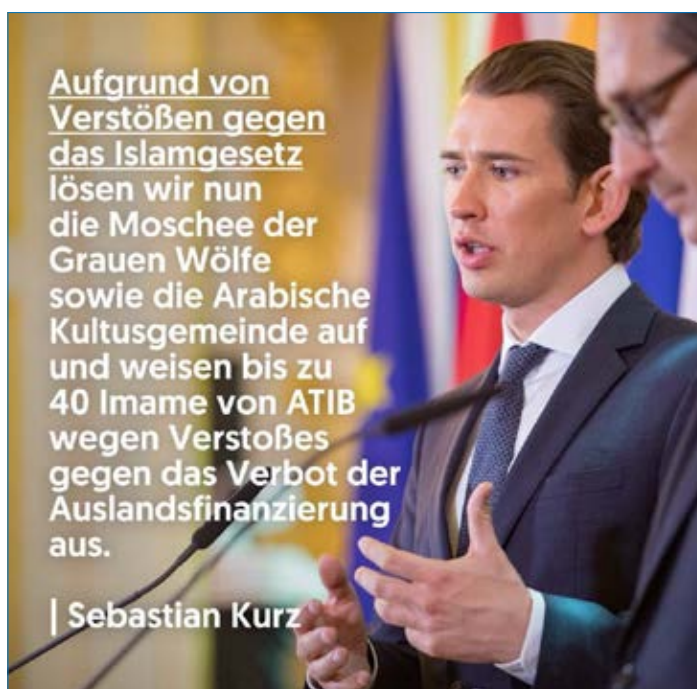 Aufgrund von
Verstößen gegen
das Islamgesetz
lösen wir nun
die Moschee der
Grauen Wölfe
sowie die Arabische
Kultusgemeinde auf
und weisen bis zu
40 Imame von ATIB
wegen Verstoßes
gegen das Verbot der
Auslandsfinanzierung
aus.
| Sebastian Kurz